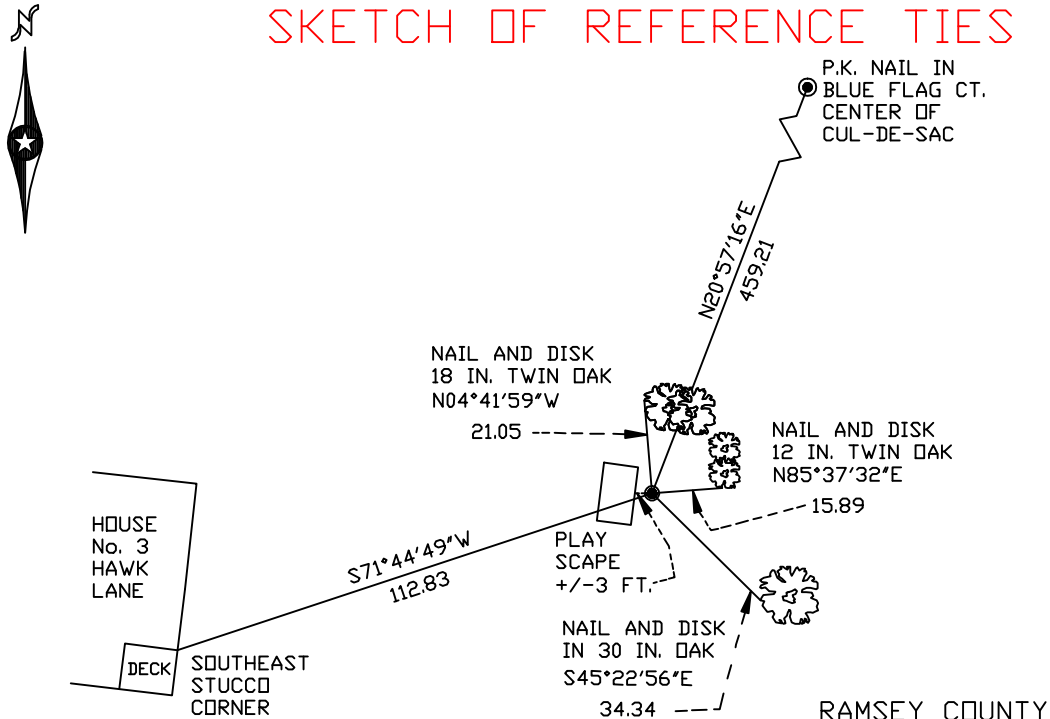 N
SKETCH OF REFERENCE TIES
P.K. NAIL IN
BLUE FLAG CT.
CENTER OF
CUL-DE-SAC
N20°57'16"E
459.21
NAIL AND DISK
18 IN. TWIN OAK
N04°41'59"W
21.05
NAIL AND DISK
12 IN. TWIN OAK
N85°37'32"E
15.89
HOUSE
No. 3
HAWK
LANE
S71°44'49"W
112.83
PLAY
SCAPE
+/-3 FT.
DECK
SOUTHEAST
STUCCO
CORNER
NAIL AND DISK
IN 30 IN. OAK
S45°22'56"E
34.34
RAMSEY COUNTY